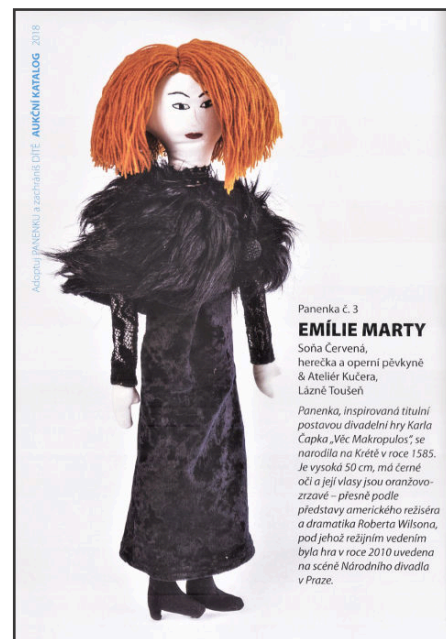 Adoptuj PANENKU a zachráníš DÍTĚ AUKČNÍ KATALOG 2018
Panenka č. 3
EMÍLIE MARTY
Soňa Červená,
herečka a operní pěvkyně
& Ateliér Kučera,
Lázně Toušeň
Panenka, inspirovaná titulní
postavou divadelní hry Karla
Čapka „Věc Makropulos“, se
narodila na Krétě v roce 1585.
Je vysoká 50 cm, má černé
oči a její vlasy jsou oranžovo-
zrzavé – přesně podle
představy amerického režiséra
a dramatika Roberta Wilsona,
pod jehož režijním vedením
byla hra v roce 2010 uvedena
na scéně Národního divadla
v Praze.